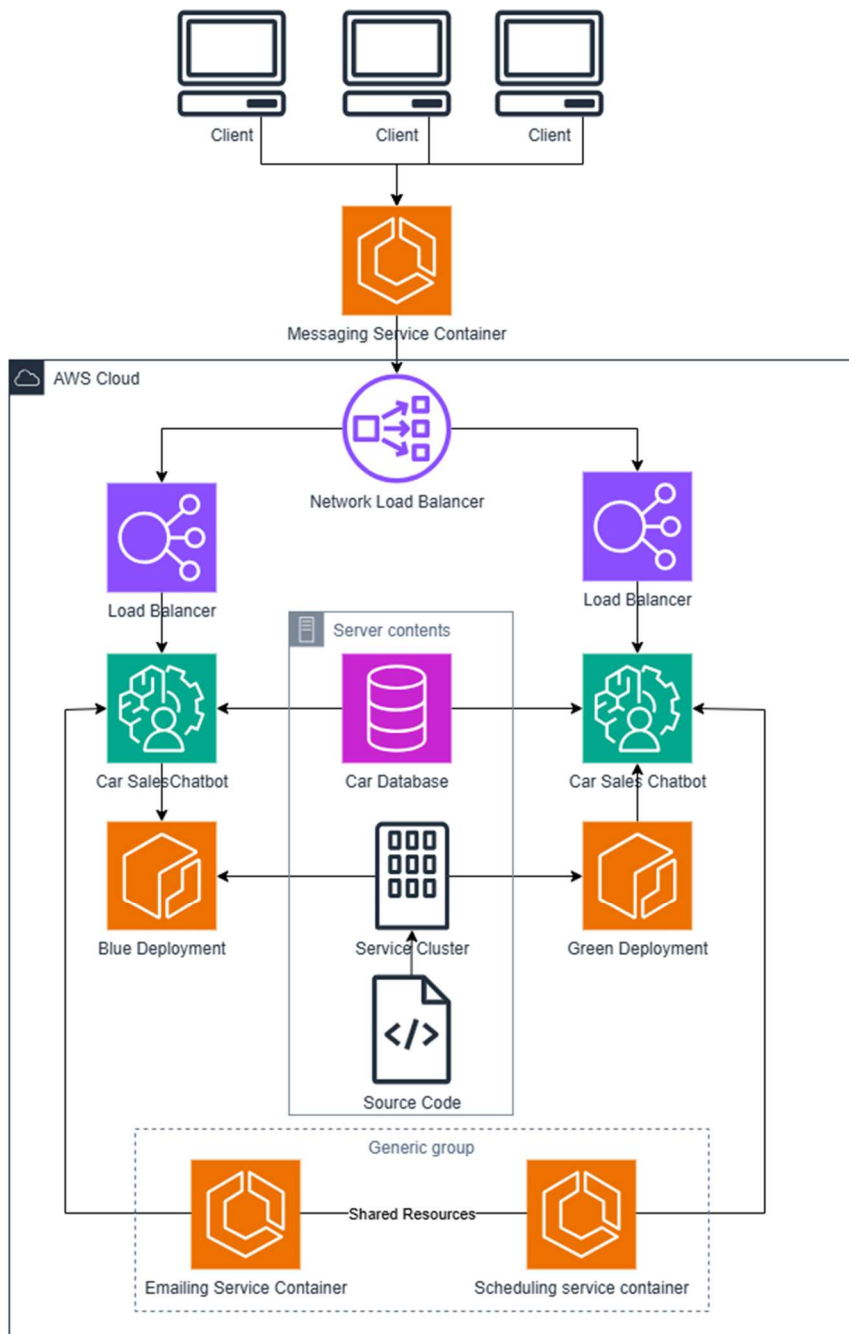 Client
Client
Client
Messaging Service Container
AWS Cloud
Network Load Balancer
Load Balancer
Load Balancer
Server contents
Car SalesChatbot
Car Database
Car Sales Chatbot
Blue Deployment
Service Cluster
Green Deployment
</>
Source Code
Generic group
Shared Resources
Emailing Service Container
Scheduling service container